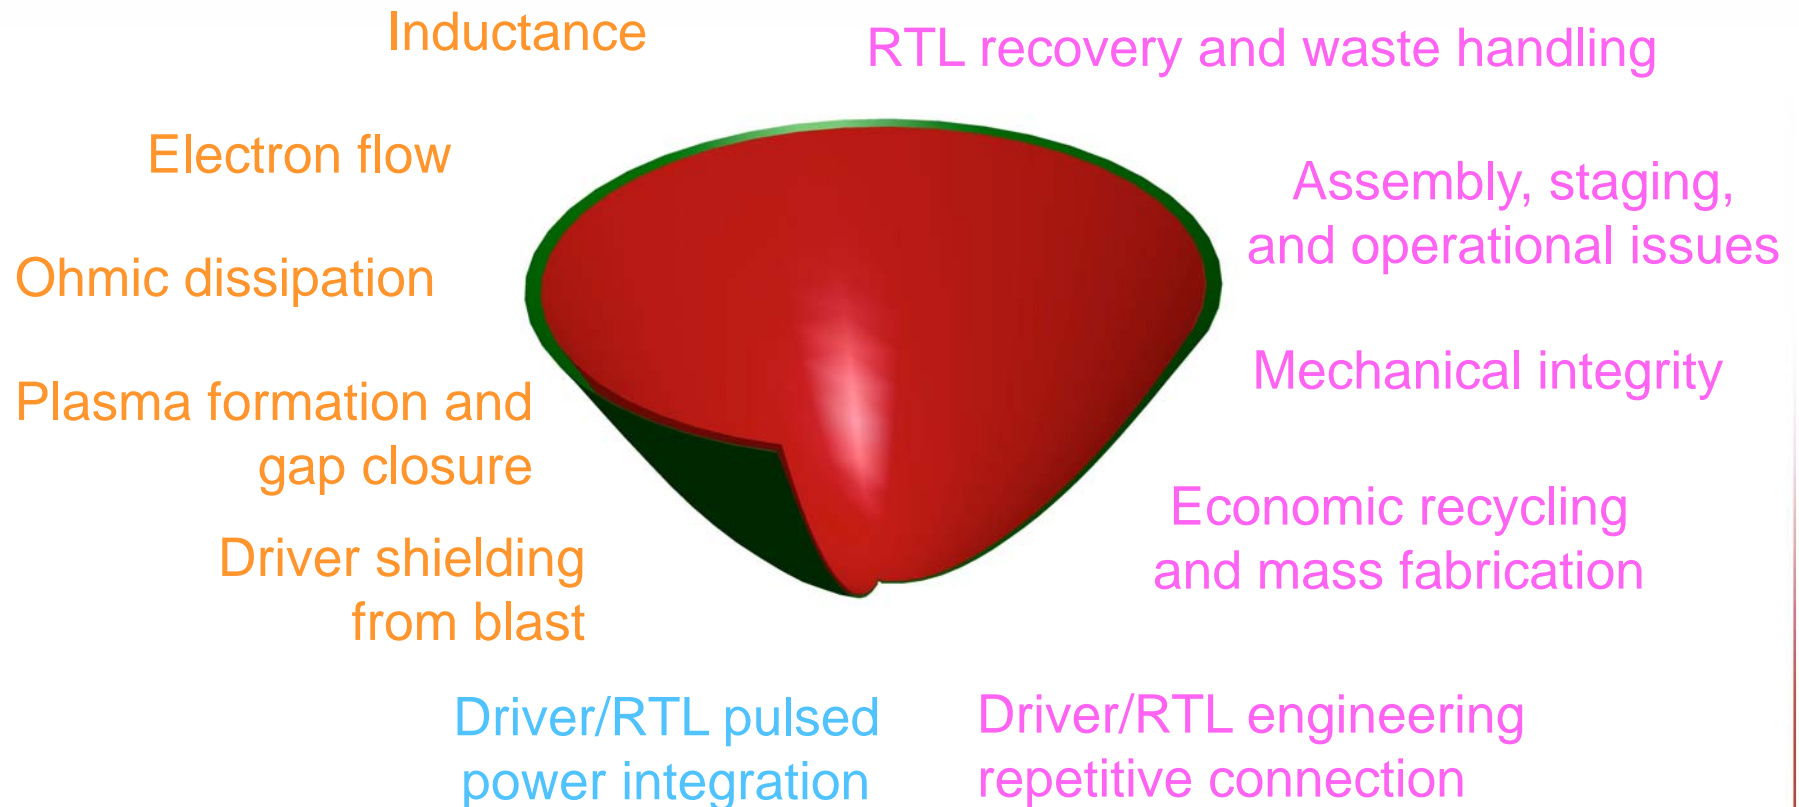 Inductance
RTL recovery and waste handling
Electron flow
Assembly, staging,
and operational issues
Ohmic dissipation
Mechanical integrity
Plasma formation and
gap closure
Economic recycling
and mass fabrication
Driver shielding
from blast
Driver/RTL pulsed
power integration
Driver/RTL engineering
repetitive connection